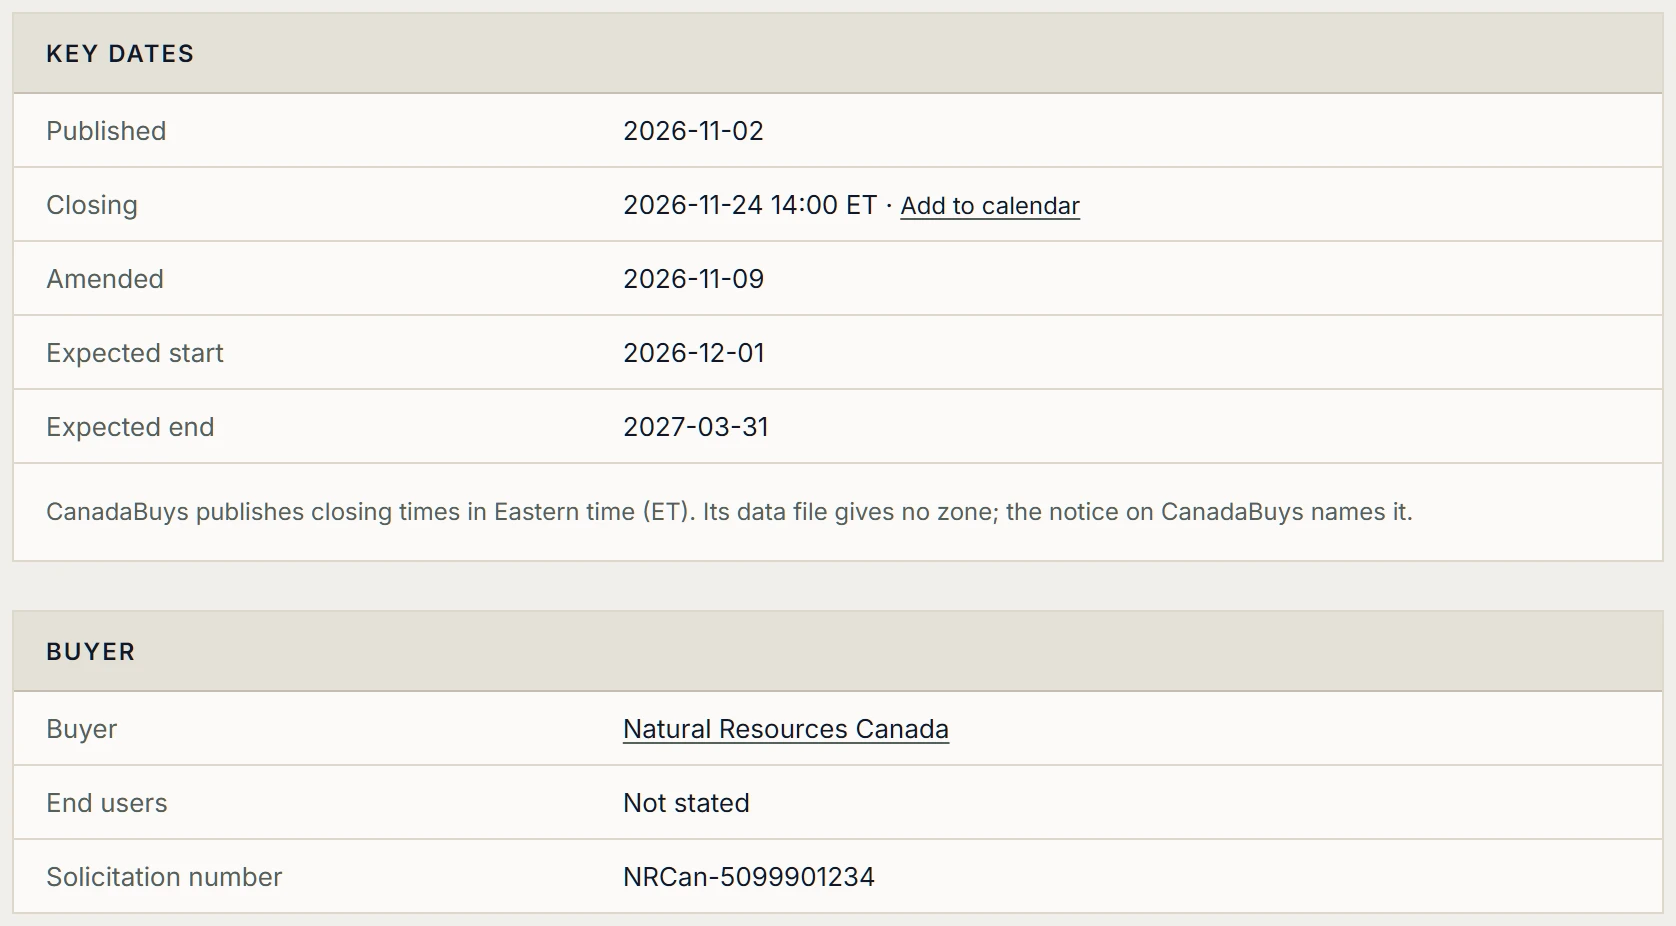 KEY DATES
Published 2026-11-02
Closing 2026-11-24 14:00 ET · Add to calendar
Amended 2026-11-09
Expected start 2026-12-01
Expected end 2027-03-31
CanadaBuys publishes closing times in Eastern time (ET). Its data file gives no zone; the notice on CanadaBuys names it.
BUYER
Buyer Natural Resources Canada
End users Not stated
Solicitation number NRCan-5099901234